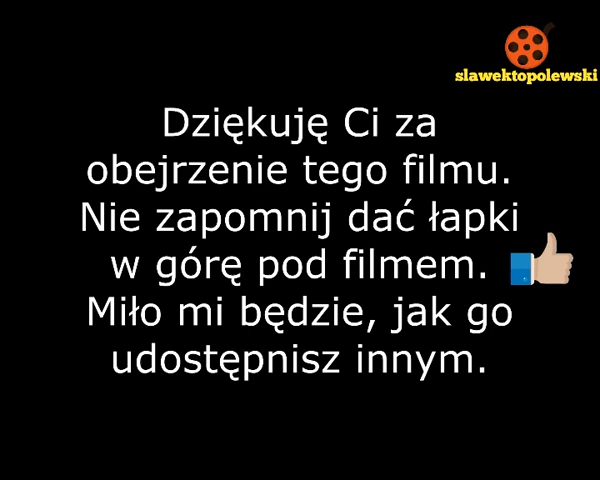 slawektopolewski
Dziękuję Ci za
obejrzenie tego filmu.
Nie zapomnij dać łapki
w górę pod filmem.
Miło mi będzie, jak go
udostępnisz innym.